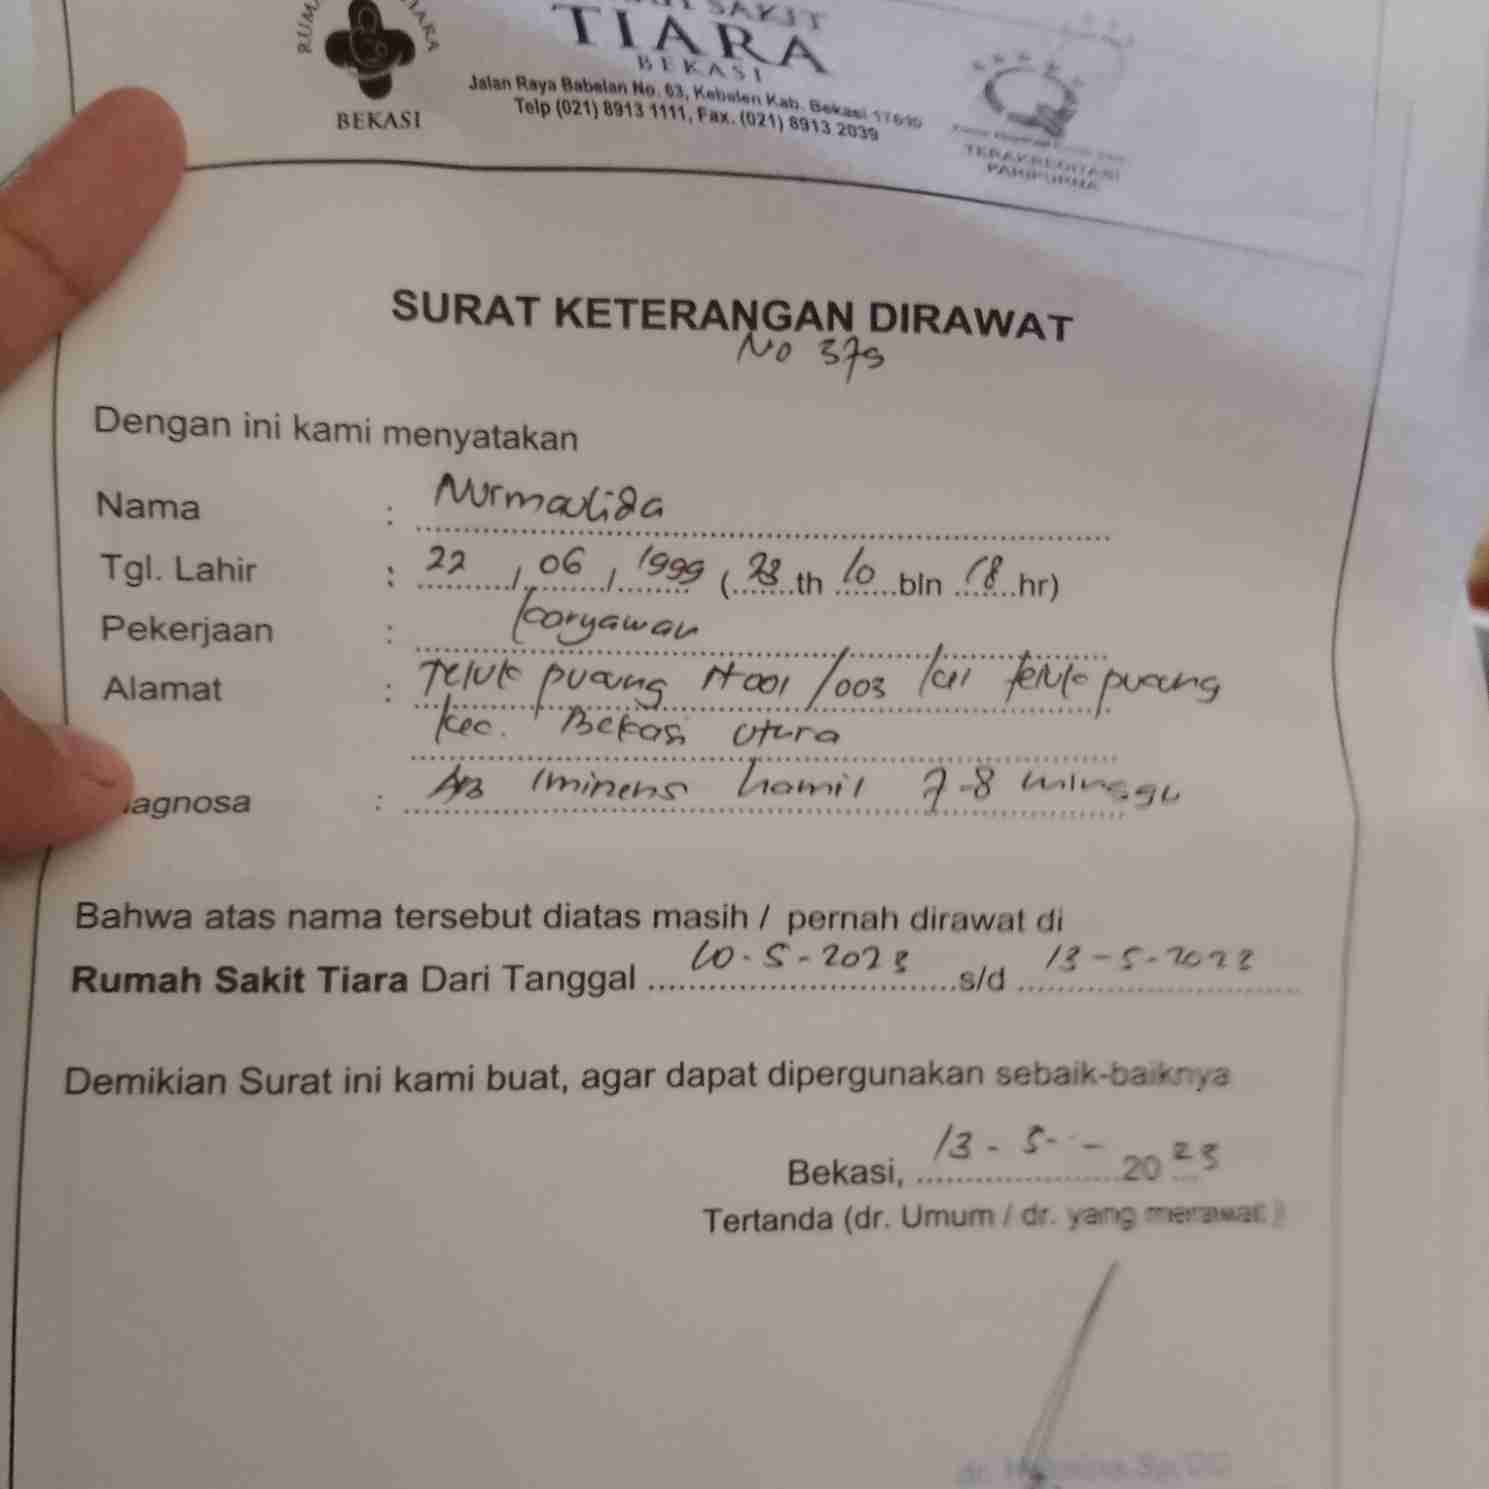 BEKASI
SAKIT
TIARA
BEKASI
Jalan Raya Babelan No. 63, Kebalen Kab. Bekasi 17610
Telp (021) 8913 1111, Fax. (021) 8913 2039
TERAKREDITASI
PARIPURNA
SURAT KETERANGAN DIRAWAT
No 379
Dengan ini kami menyatakan
Nama : Nurmaulida
Tgl. Lahir : 22 / 06 / 1999 (23 th 10 bln 18 hr)
Pekerjaan : karyawan
Alamat : Teluk pucung rt 001 / 003 kel teluk pucung
kec. Bekasi utara
agnosa : Ab iminens hamil 7-8 minggu
Bahwa atas nama tersebut diatas masih / pernah dirawat di
Rumah Sakit Tiara Dari Tanggal 10-5-2023 s/d 13-5-2023
Demikian Surat ini kami buat, agar dapat dipergunakan sebaik-baiknya
Bekasi, 13 - 5 - 2023
Tertanda (dr. Umum / dr. yang merawat)
dr.